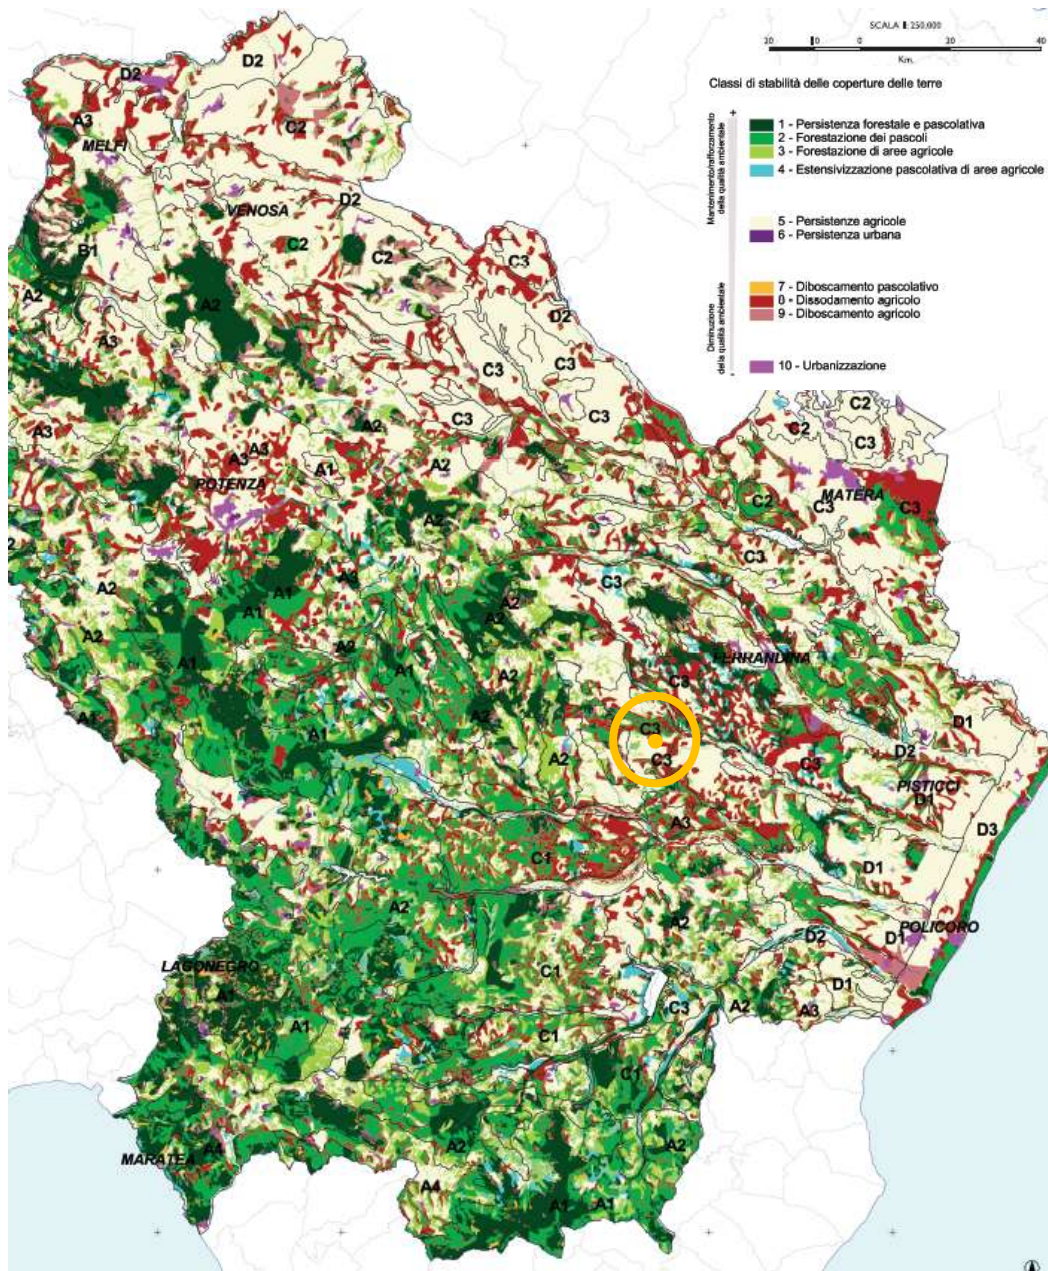 SCALA 1:250.000
20 10 0 20 40
Km.
Classi di stabilità delle coperture delle terre
+
Mantenimento/rafforzamento
della qualità ambientale
1 - Persistenza forestale e pascolativa
2 - Forestazione dei pascoli
3 - Forestazione di aree agricole
4 - Estensivizzazione pascolativa di aree agricole
5 - Persistenze agricole
6 - Persistenza urbana
Diminuzione
della qualità ambientale
7 - Diboscamento pascolativo
8 - Dissodamento agricolo
9 - Diboscamento agricolo
-
10 - Urbanizzazione
D2
D2
A3
C2
MELFI
D2
VENOSA
C2
C2
C3
B1
A2
A2
D2
A3
C3
C3
C2
C2
C3
C3
A2
A3
A3
A3
A1
A2
POTENZA
MATERA
C2
C3
C3
A2
C3
2
A3
C3
A2
A1
A1
A2
A2
A2
A2
FERRANDINA
A1
A1
A2
C3
A1
A2
C3
D1
A1
A2
C3
C3
D2
PISTICCI
D1
A3
D3
C1
D1
A2
A2
POLICORO
D2
D1
LAGONEGRO
C1
A1
D1
C3
A2
A3
A1
C1
C1
A2
A2
MARATEA
A4
A4
A1
A1